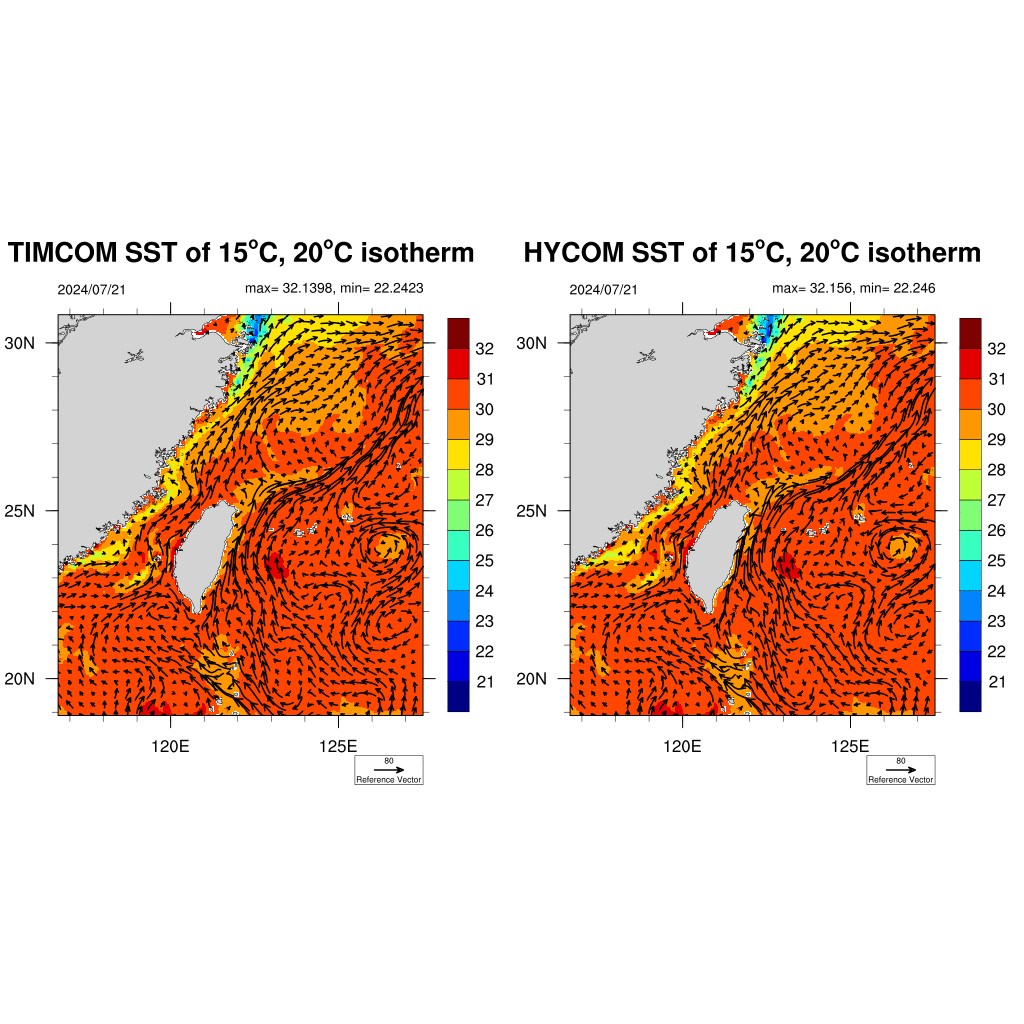 TIMCOM SST of 15°C, 20°C isotherm
2024/07/21
max= 32.1398, min= 22.2423
30N
25N
20N
120E
125E
32
31
30
29
28
27
26
25
24
23
22
21
80
Reference Vector
HYCOM SST of 15°C, 20°C isotherm
2024/07/21
max= 32.156, min= 22.246
30N
25N
20N
120E
125E
32
31
30
29
28
27
26
25
24
23
22
21
80
Reference Vector